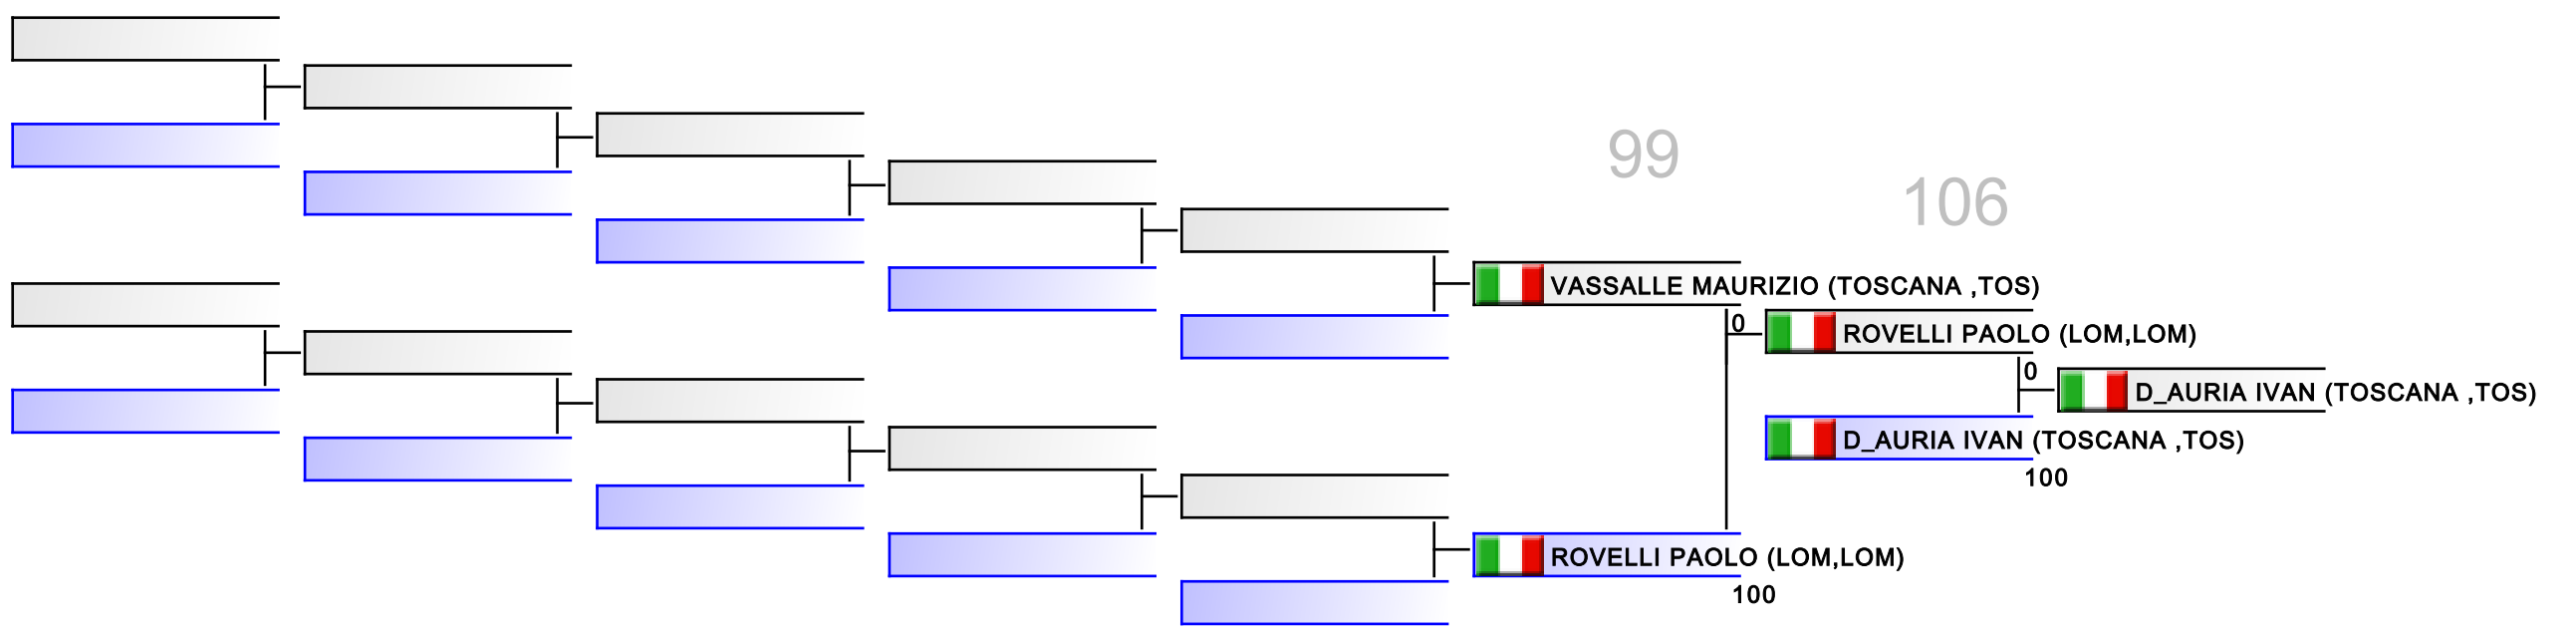 99
106
VASSALLE MAURIZIO (TOSCANA ,TOS)
0
ROVELLI PAOLO (LOM,LOM)
0
D_AURIA IVAN (TOSCANA ,TOS)
D_AURIA IVAN (TOSCANA ,TOS)
100
ROVELLI PAOLO (LOM,LOM)
100